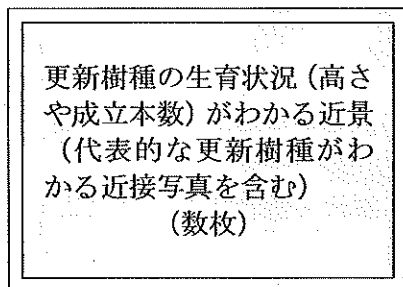 更新樹種の生育状況（高さ
や成立本数）がわかる近景
（代表的な更新樹種がわ
かる近接写真を含む）
（数枚）